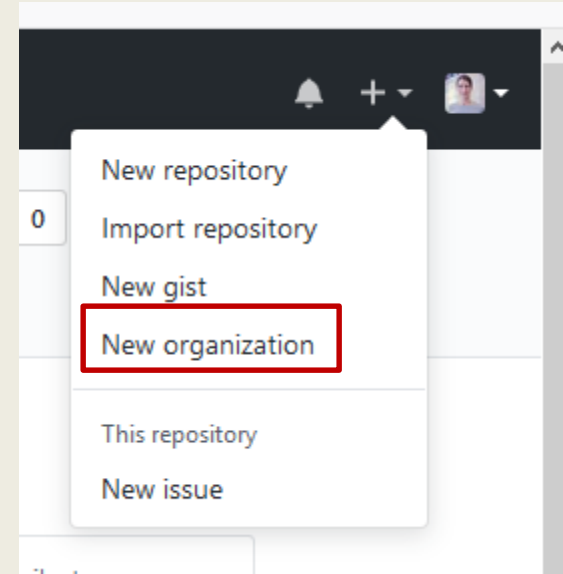 New repository
0
Import repository
New gist
New organization
This repository
New issue